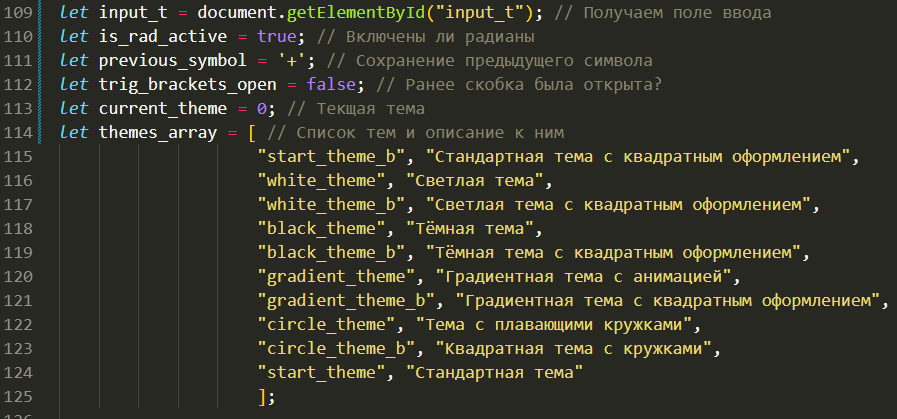 109 let input_t = document.getElementById("input_t"); // Получаем поле ввода
110 let is_rad_active = true; // Включены ли радианы
111 let previous_symbol = '+'; // Сохранение предыдущего символа
112 let trig_brackets_open = false; // Ранее скобка была открыта?
113 let current_theme = 0; // Текщая тема
114 let themes_array = [ // Список тем и описание к ним
115 "start_theme_b", "Стандартная тема с квадратным оформлением",
116 "white_theme", "Светлая тема",
117 "white_theme_b", "Светлая тема с квадратным оформлением",
118 "black_theme", "Тёмная тема",
119 "black_theme_b", "Тёмная тема с квадратным оформлением",
120 "gradient_theme", "Градиентная тема с анимацией",
121 "gradient_theme_b", "Градиентная тема с квадратным оформлением",
122 "circle_theme", "Тема с плавающими кружками",
123 "circle_theme_b", "Квадратная тема с кружками",
124 "start_theme", "Стандартная тема"
125 ];